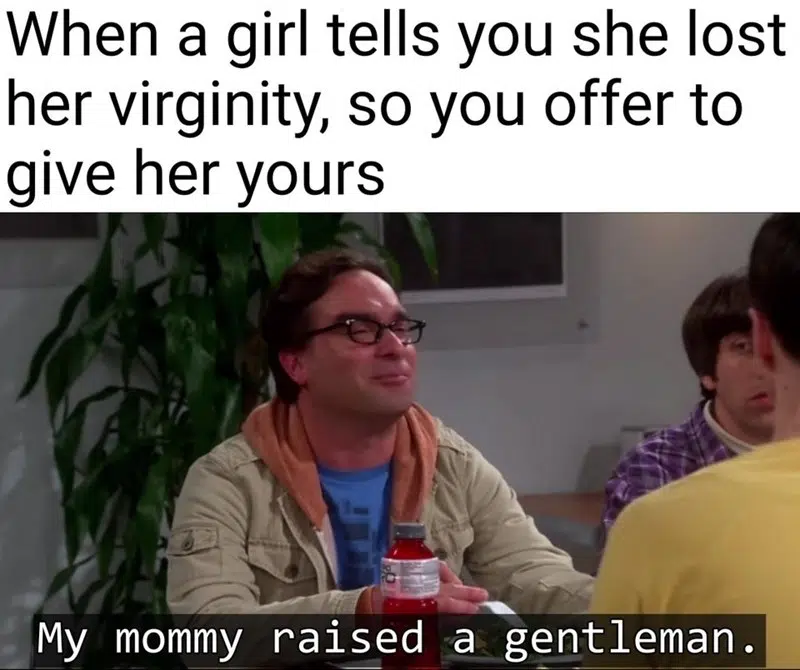 When a girl tells you she lost
her virginity, so you offer to
give her yours
My mommy raised a gentleman.